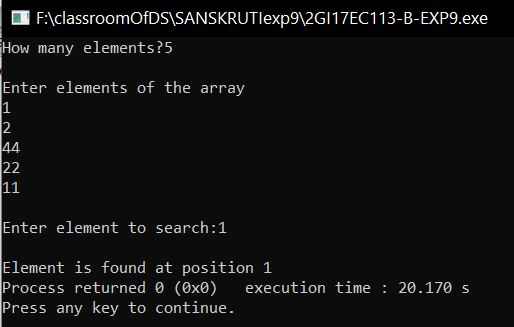 F:\classroomOfDS\SANSKRUTIexp9\2GI17EC113-B-EXP9.exe
How many elements?5
Enter elements of the array
1
2
44
22
11
Enter element to search:1
Element is found at position 1
Process returned 0 (0x0)   execution time : 20.170 s
Press any key to continue.